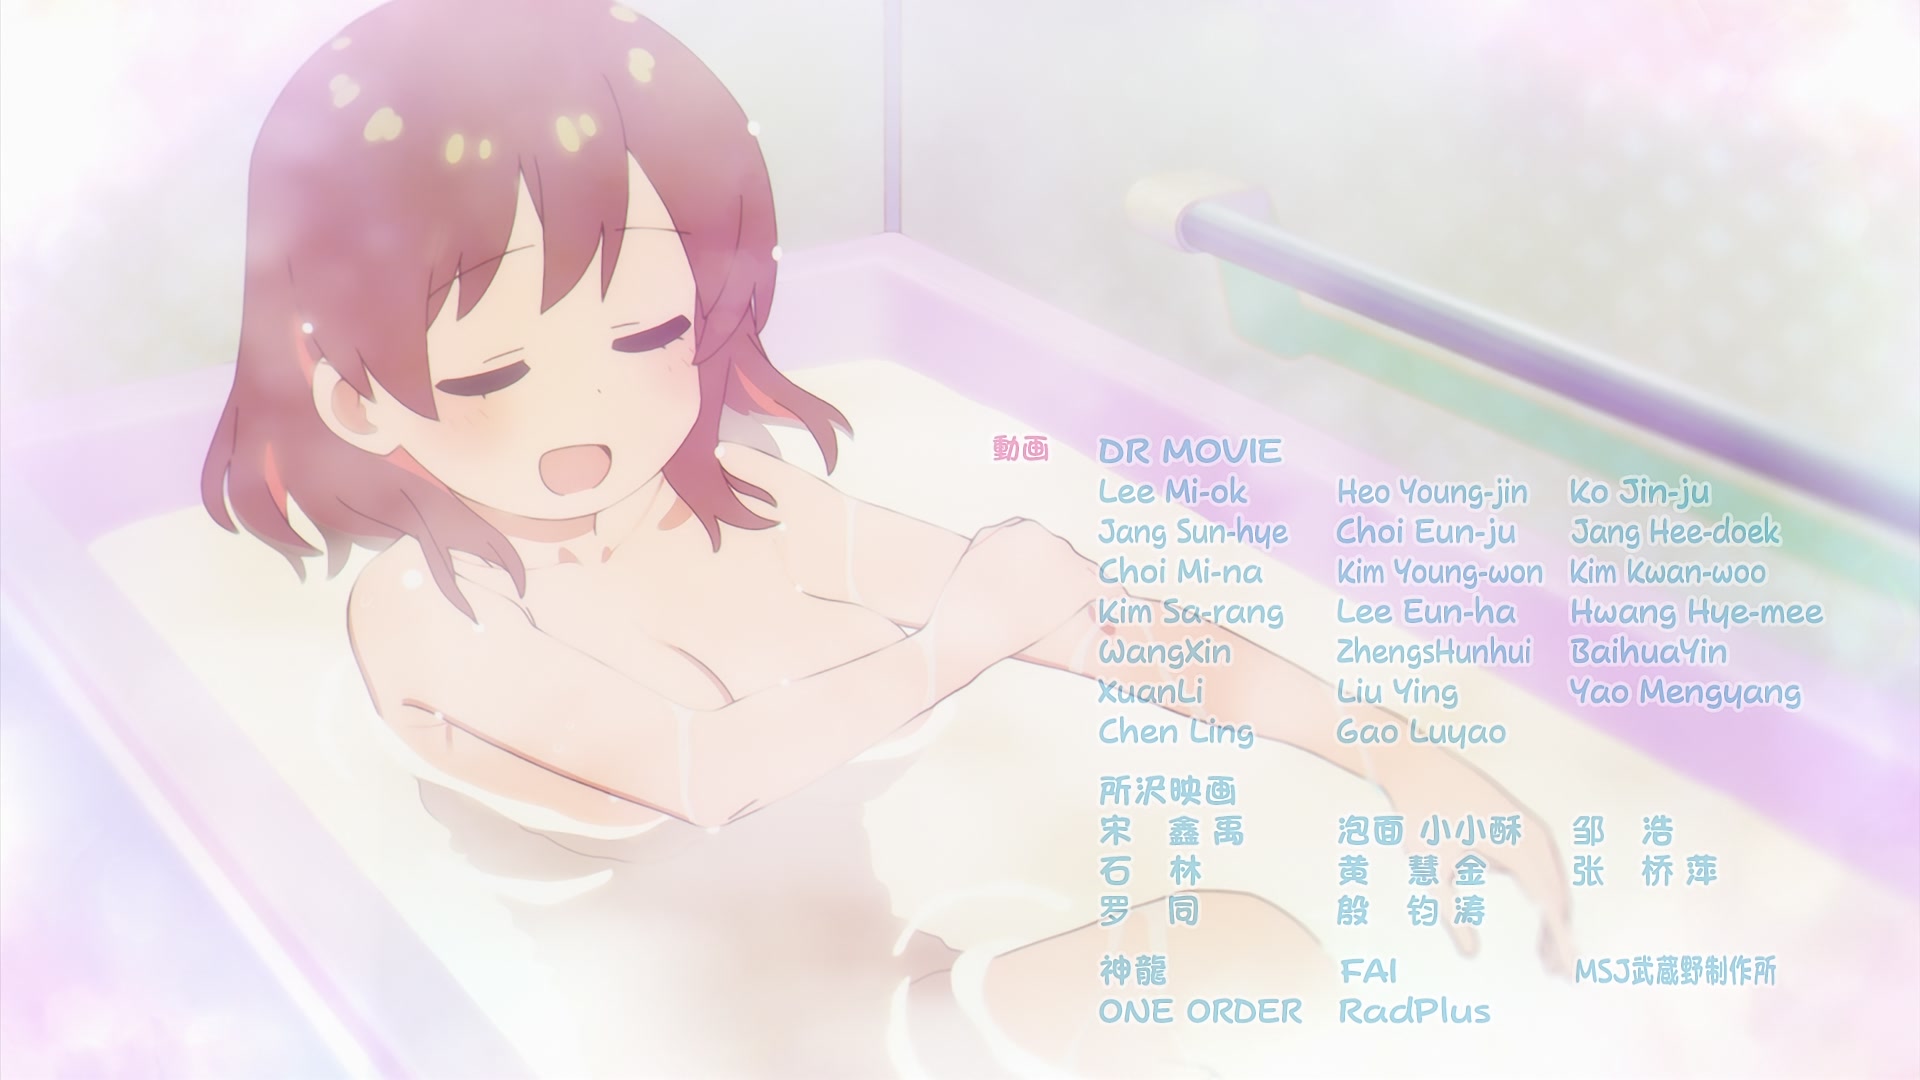 動画 DR MOVIE
Lee Mi-ok Heo Young-jin Ko Jin-ju
Jang Sun-hye Choi Eun-ju Jang Hee-doek
Choi Mi-na Kim Young-won Kim Kwan-woo
Kim Sa-rang Lee Eun-ha Hwang Hye-mee
WangXin ZhengsHunhui BaihuaYin
XuanLi Liu Ying Yao Mengyang
Chen Ling Gao Luyao
所沢映画
宋 鑫禹 泡面 小小酥 邹 浩
石 林 黄 慧金 张 桥萍
罗 同 殷 钧涛
神龍 FAI MSJ武蔵野制作所
ONE ORDER RadPlus